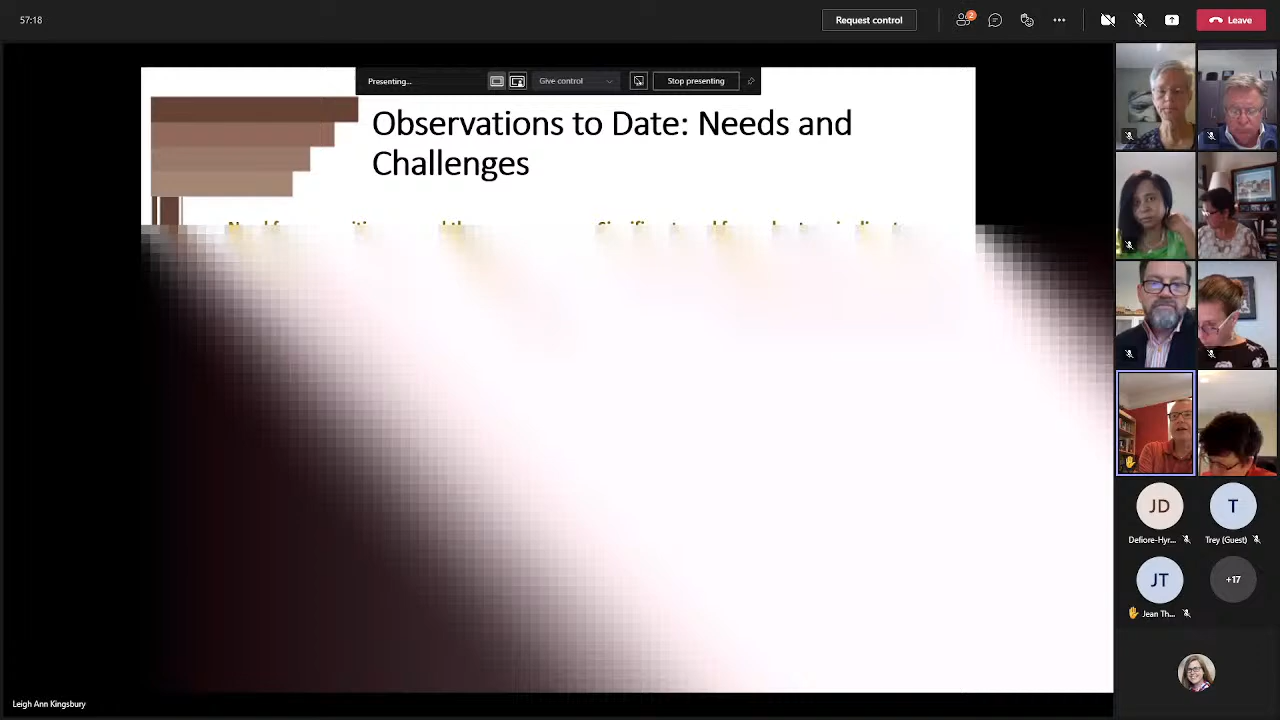 57:18
Request control
2
Leave
Presenting...
Give control
Stop presenting
Observations to Date: Needs and
Challenges
JD
T
Defiore-Hyr...
Trey (Guest)
JT
+17
Jean Th...
Leigh Ann Kingsbury